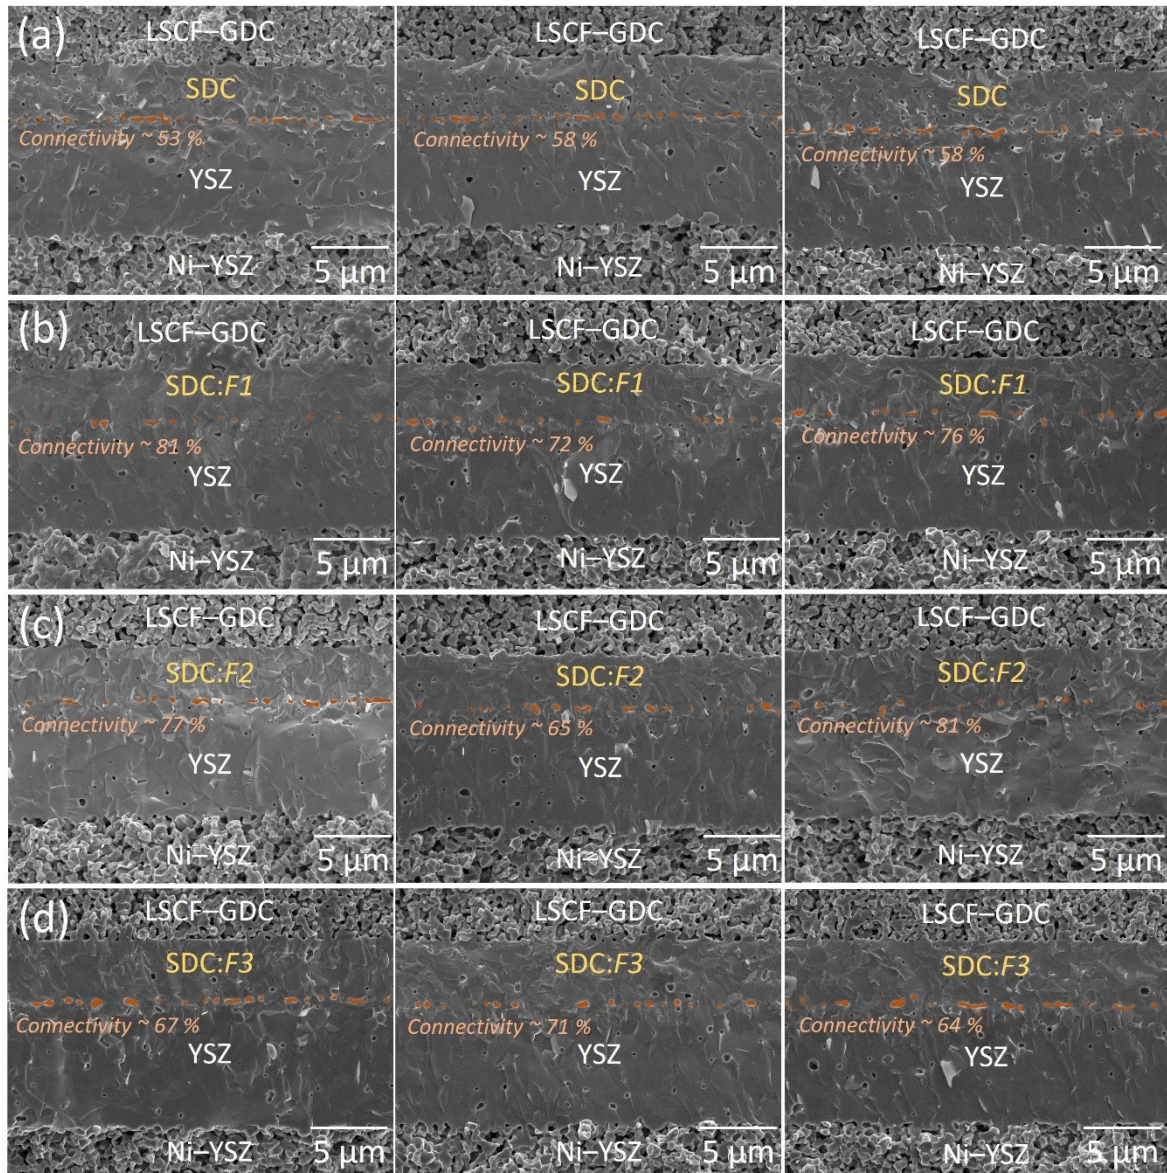 (a)
LSCF–GDC
SDC
Connectivity ~ 53 %
YSZ
Ni–YSZ
5 μm
LSCF–GDC
SDC
Connectivity ~ 58 %
YSZ
Ni–YSZ
5 μm
LSCF–GDC
SDC
Connectivity ~ 58 %
YSZ
Ni–YSZ
5 μm
(b)
LSCF–GDC
SDC:F1
Connectivity ~ 81 %
YSZ
Ni–YSZ
5 μm
LSCF–GDC
SDC:F1
Connectivity ~ 72 %
YSZ
Ni–YSZ
5 μm
LSCF–GDC
SDC:F1
Connectivity ~ 76 %
YSZ
Ni–YSZ
5 μm
(c)
LSCF–GDC
SDC:F2
Connectivity ~ 77 %
YSZ
Ni–YSZ
5 μm
LSCF–GDC
SDC:F2
Connectivity ~ 65 %
YSZ
Ni–YSZ
5 μm
LSCF–GDC
SDC:F2
Connectivity ~ 81 %
YSZ
Ni–YSZ
5 μm
(d)
LSCF–GDC
SDC:F3
Connectivity ~ 67 %
YSZ
Ni–YSZ
5 μm
LSCF–GDC
SDC:F3
Connectivity ~ 71 %
YSZ
Ni–YSZ
5 μm
LSCF–GDC
SDC:F3
Connectivity ~ 64 %
YSZ
Ni–YSZ
5 μm